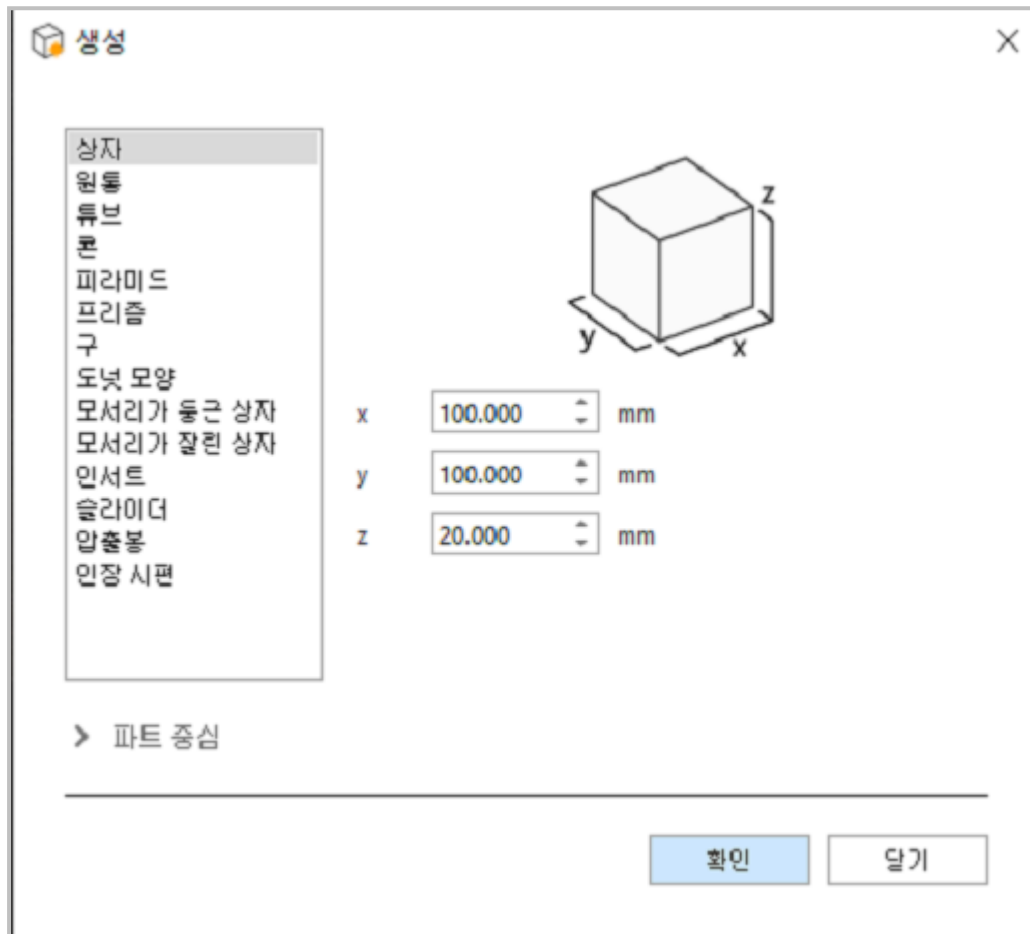 생성
상자
원통
튜브
콘
피라미드
프리즘
구
도넛 모양
모서리가 둥근 상자
모서리가 잘린 상자
인서트
슬라이더
압출봉
인장 시편
z
y
x
x 100.000 mm
y 100.000 mm
z 20.000 mm
파트 중심
확인
닫기